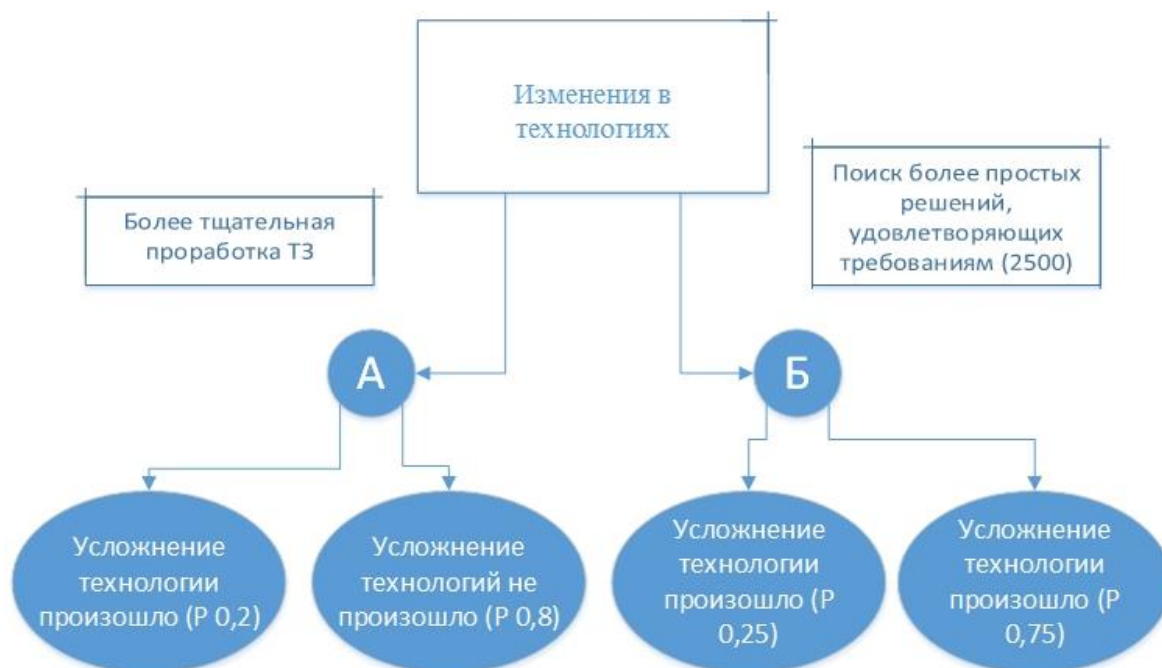 Изменения в
технологиях
Более тщательная
проработка ТЗ
Поиск более простых
решений,
удовлетворяющих
требованиям (2500)
А
Б
Усложнение
технологии
произошло (Р 0,2)
Усложнение
технологий не
произошло (Р 0,8)
Усложнение
технологии
произошло (Р
0,25)
Усложнение
технологии
произошло (Р
0,75)